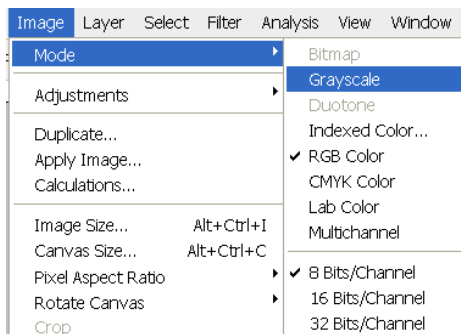 Image Layer Select Filter Analysis View Window
Mode
Adjustments
Duplicate...
Apply Image...
Calculations...
Image Size... Alt+Ctrl+I
Canvas Size... Alt+Ctrl+C
Pixel Aspect Ratio
Rotate Canvas
Crop
Bitmap
Grayscale
Duotone
Indexed Color...
✓ RGB Color
CMYK Color
Lab Color
Multichannel
✓ 8 Bits/Channel
16 Bits/Channel
32 Bits/Channel